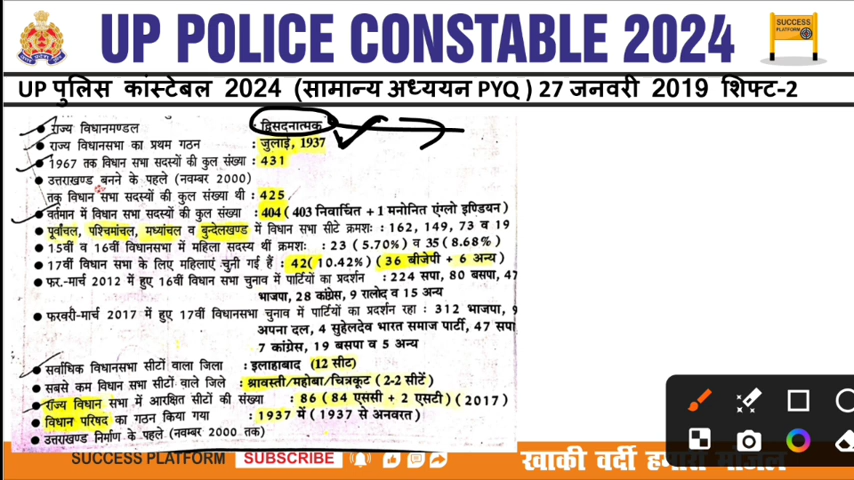 UP POLICE CONSTABLE 2024
SUCCESS
PLATFORM
UP पुलिस कांस्टेबल 2024 (सामान्य अध्ययन PYQ ) 27 जनवरी 2019 शिफ्ट-2
राज्य विधानमण्डल : द्विसदनात्मक
राज्य विधानसभा का प्रथम गठन : जुलाई, 1937
1967 तक विधान सभा सदस्यों की कुल संख्या : 431
उत्तराखण्ड बनने के पहले (नवम्बर 2000)
तक विधान सभा सदस्यों की कुल संख्या थी : 425
वर्तमान में विधान सभा सदस्यों की कुल संख्या : 404 ( 403 निर्वाचित + 1 मनोनित एंग्लो इण्डियन)
पूर्वांचल, पश्चिमांचल, मध्यांचल व बुन्देलखण्ड में विधान सभा सीटे क्रमशः : 162, 149, 73 व 19
15वीं व 16वीं विधानसभा में महिला सदस्य थीं क्रमशः : 23 (5.70%) व 35 (8.68%)
17वीं विधान सभा के लिए महिलाएं चुनी गई हैं : 42 (10.42%) (36 बीजेपी + 6 अन्य)
फर.-मार्च 2012 में हुए 16वीं विधान सभा चुनाव में पार्टियों का प्रदर्शन : 224 सपा, 80 बसपा, 47
भाजपा, 28 कांग्रेस, 9 रालोद व 15 अन्य
फरवरी-मार्च 2017 में हुए 17वीं विधानसभा चुनाव में पार्टियों का प्रदर्शन रहा : 312 भाजपा, 9
अपना दल, 4 सुहेलदेव भारत समाज पार्टी, 47 सपा
7 कांग्रेस, 19 बसपा व 5 अन्य
सर्वाधिक विधानसभा सीटों वाला जिला : इलाहाबाद (12 सीट)
सबसे कम विधान सभा सीटों वाले जिले : श्रावस्ती/महोबा/चित्रकूट (2-2 सीटें)
राज्य विधान सभा में आरक्षित सीटों की संख्या : 86 (84 एससी + 2 एसटी) (2017)
विधान परिषद का गठन किया गया : 1937 में (1937 से अनवरत)
उत्तराखण्ड निर्माण के पहले (नवम्बर 2000 तक)
SUCCESS PLATFORM SUBSCRIBE खाकी वर्दी हमारी मंजिल